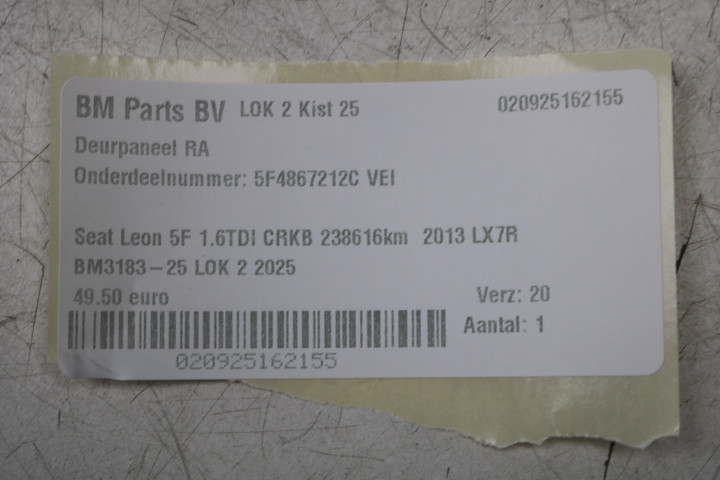 BM Parts BV LOK 2 Kist 25 020925162155
Deurpaneel RA
Onderdeelnummer: 5F4867212C VEI
Seat Leon 5F 1.6TDI CRKB 238616km 2013 LX7R
BM3183-25 LOK 2 2025
49.50 euro Verz: 20
Aantal: 1
020925162155